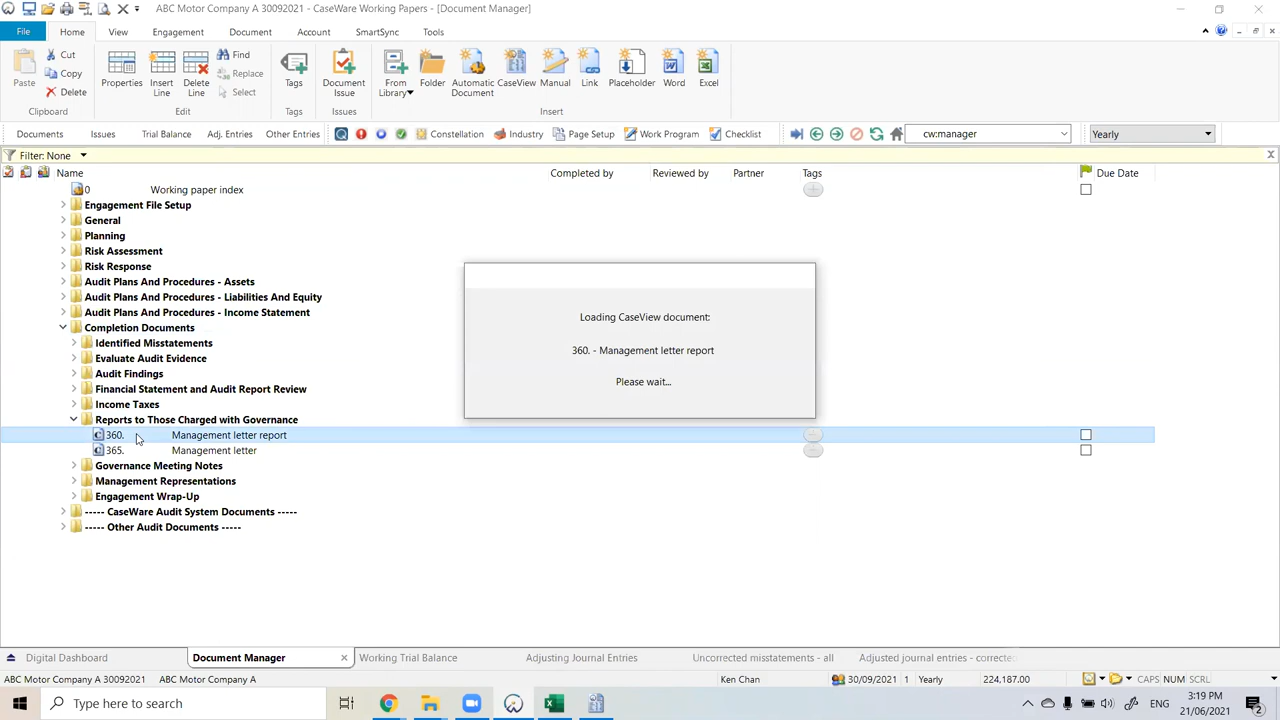 ABC Motor Company A 30092021 - CaseWare Working Papers - [Document Manager]
File Home View Engagement Document Account SmartSync Tools
Paste Cut Copy Delete Clipboard
Properties Insert Line Delete Line Find Replace Select Edit
Tags Tags
Document Issue Issues
From Library Folder Automatic Document CaseView Manual Link Placeholder Word Excel Insert
Documents Issues Trial Balance Adj. Entries Other Entries Constellation Industry Page Setup Work Program Checklist cw:manager Yearly
Filter: None
Name Completed by Reviewed by Partner Tags Due Date
0 Working paper index
Engagement File Setup
General
Planning
Risk Assessment
Risk Response
Audit Plans And Procedures - Assets
Audit Plans And Procedures - Liabilities And Equity
Audit Plans And Procedures - Income Statement
Completion Documents
Identified Misstatements
Evaluate Audit Evidence
Audit Findings
Financial Statement and Audit Report Review
Income Taxes
Reports to Those Charged with Governance
360. Management letter report
365. Management letter
Governance Meeting Notes
Management Representations
Engagement Wrap-Up
----- CaseWare Audit System Documents -----
----- Other Audit Documents -----
Loading CaseView document:
360. - Management letter report
Please wait...
Digital Dashboard Document Manager Working Trial Balance Adjusting Journal Entries Uncorrected misstatements - all Adjusted journal entries - corrected
ABC Motor Company A 30092021 ABC Motor Company A Ken Chan 30/09/2021 1 Yearly 224,187.00 CAPS NUM SCRL
Type here to search ENG 3:19 PM
21/06/2021 2